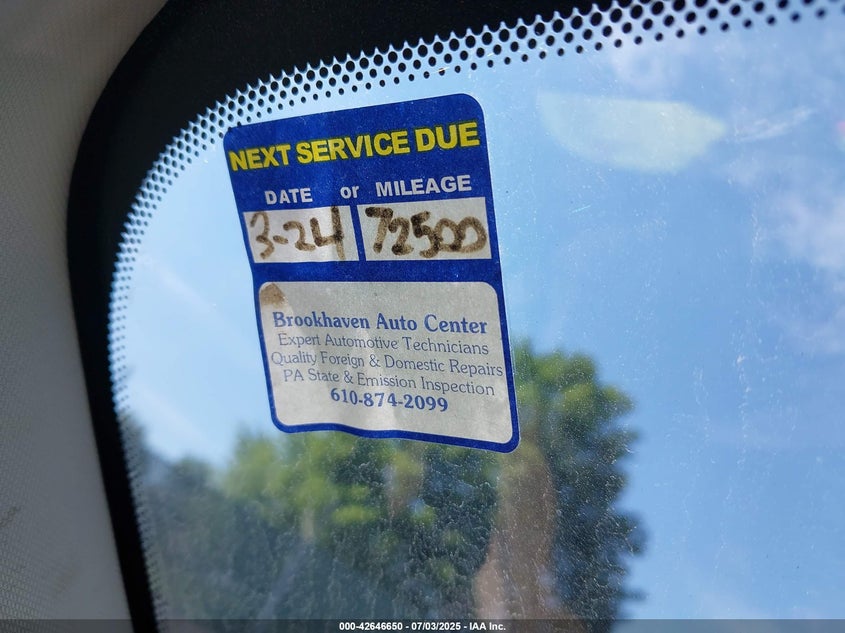 NEXT SERVICE DUE
DATE or MILEAGE
3-24 72500
Brookhaven Auto Center
Expert Automotive Technicians
Quality Foreign & Domestic Repairs
PA State & Emission Inspection
610-874-2099
000-42646650 - 07/03/2025 - IAA Inc.